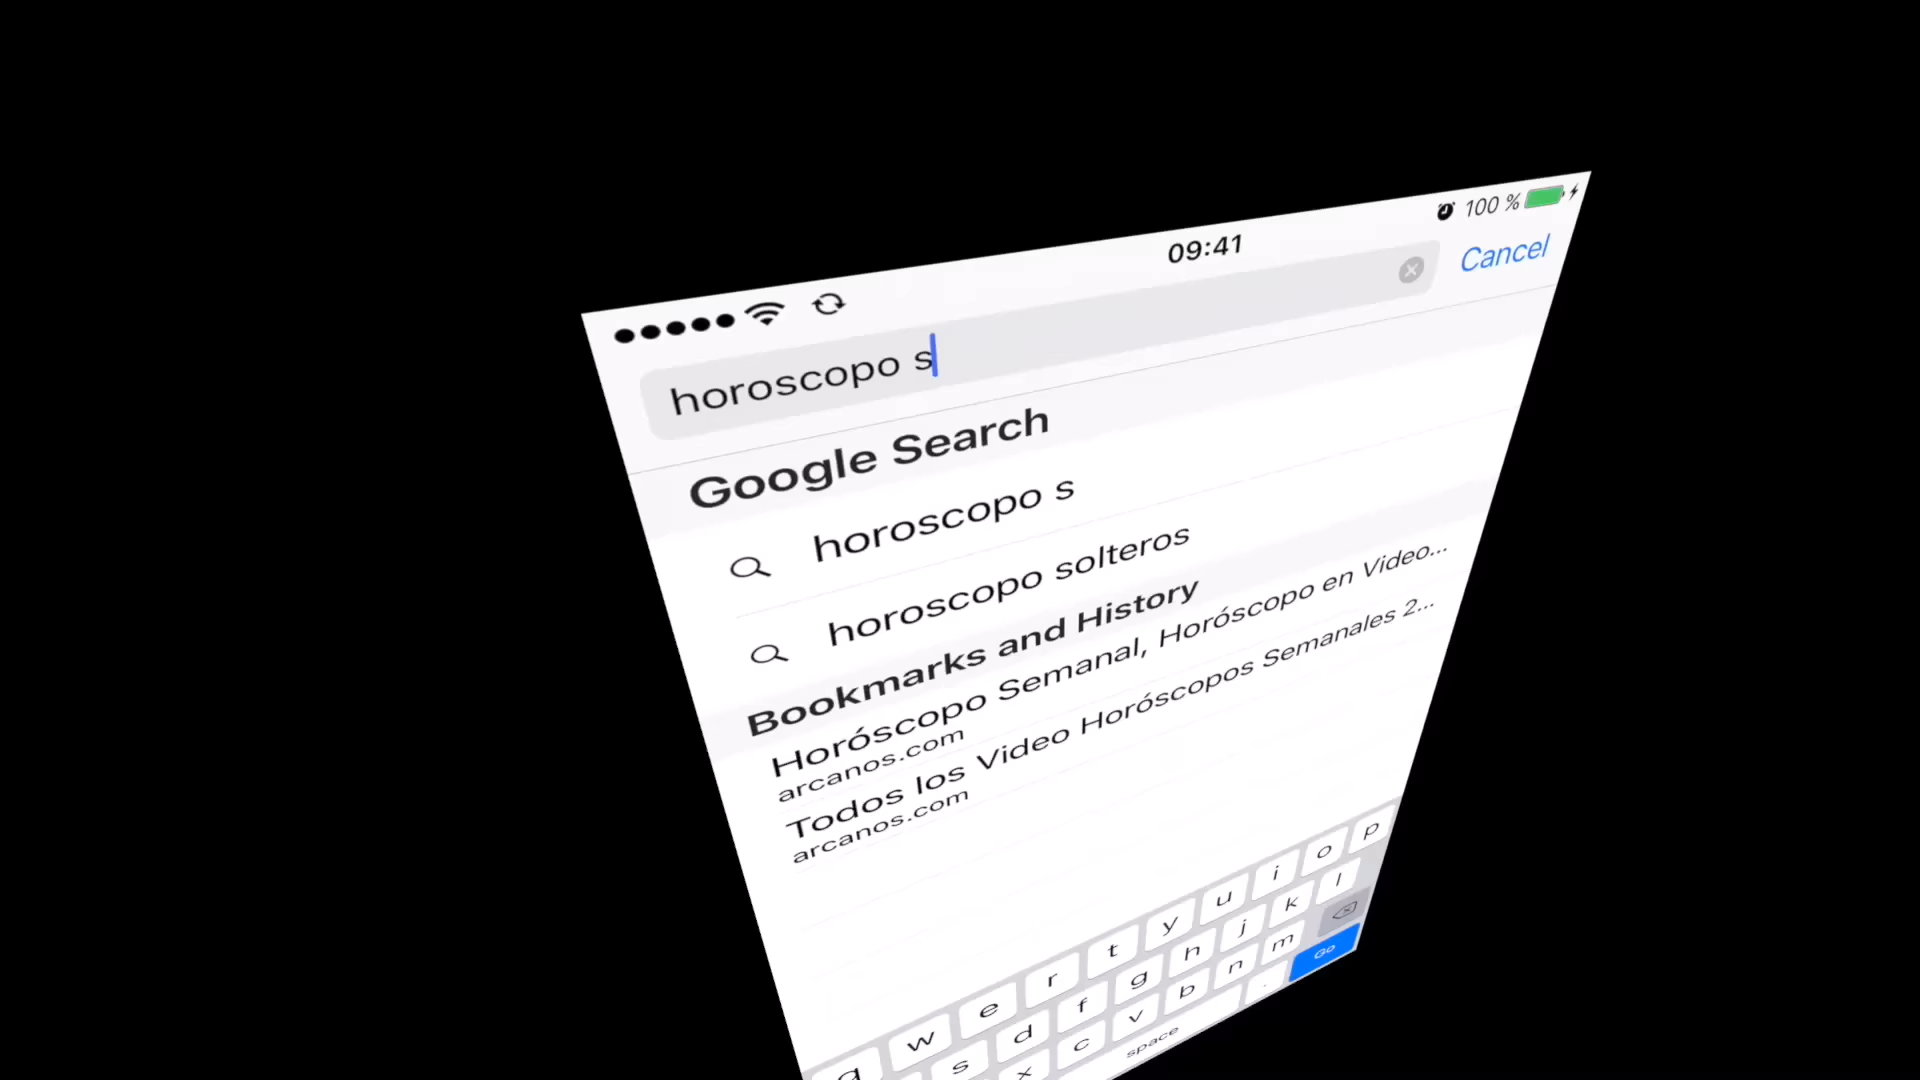 09:41
100 %
horoscopo s
Cancel
Google Search
horoscopo s
horoscopo solteros
Bookmarks and History
Horóscopo Semanal, Horóscopo en Video...
arcanos.com
Todos los Video Horóscopos Semanales 2...
arcanos.com
q w e r t y u i o p
s d f g h j k l
x c v b n m
space . Go